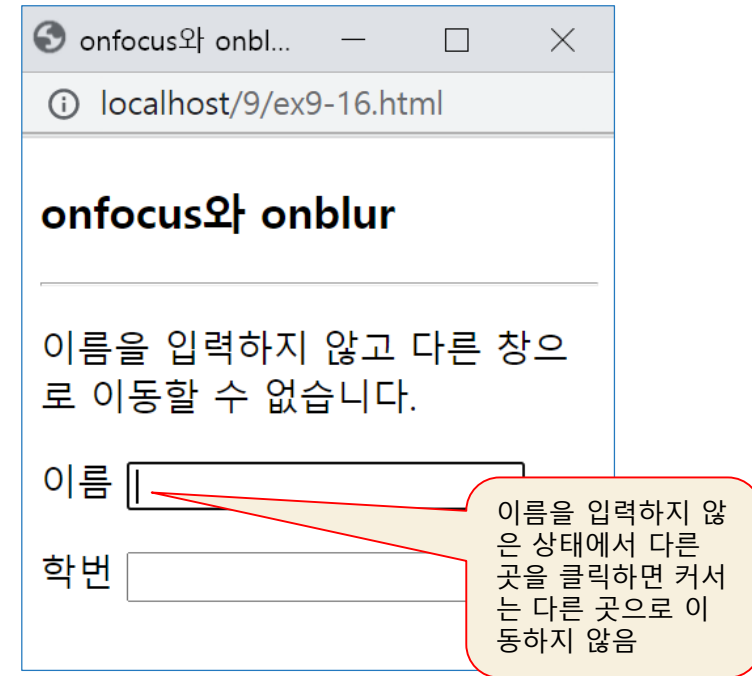 onfocus와 onbl...
localhost/9/ex9-16.html
onfocus와 onblur
이름을 입력하지 않고 다른 창으
로 이동할 수 없습니다.
이름
학번
이름을 입력하지 않
은 상태에서 다른
곳을 클릭하면 커서
는 다른 곳으로 이
동하지 않음